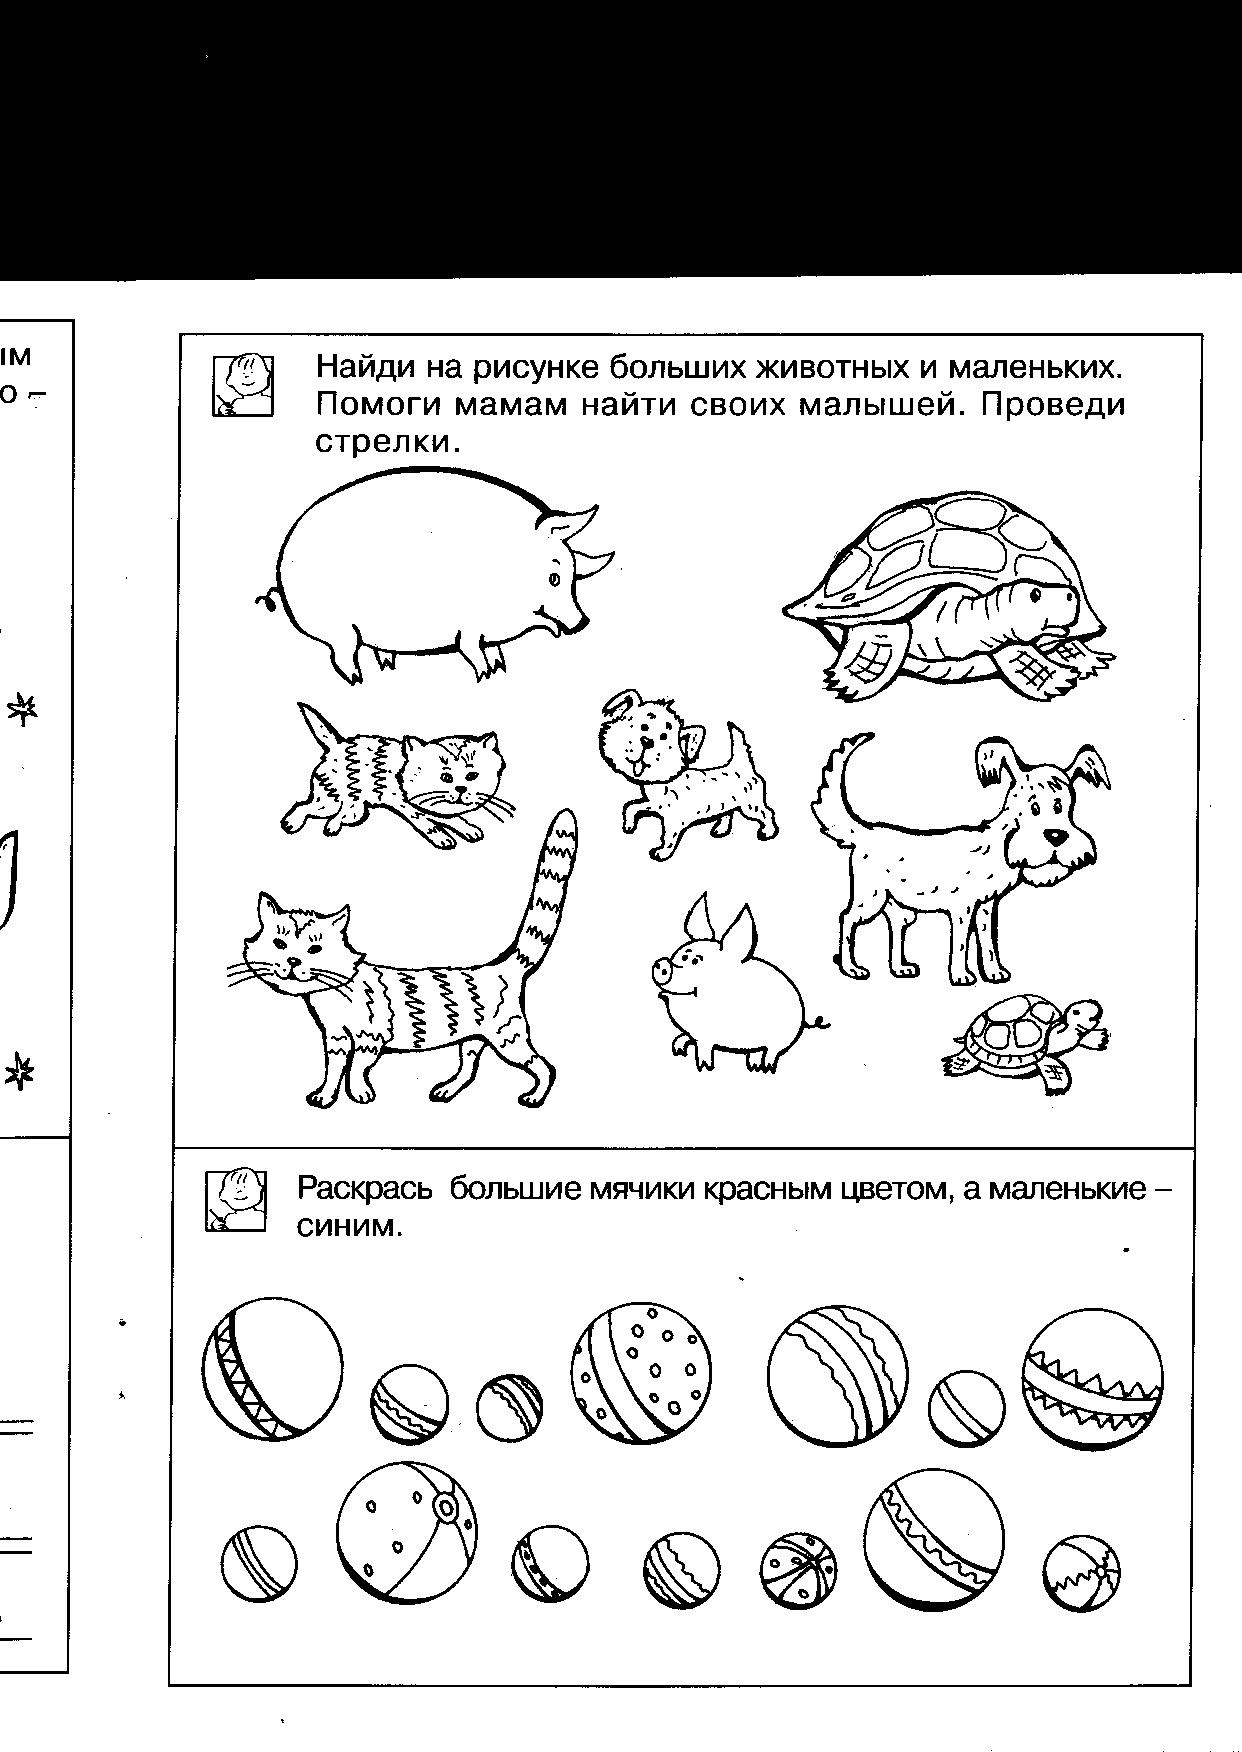 ым
о –
Найди на рисунке больших животных и маленьких.
Помоги мамам найти своих малышей. Проведи
стрелки.
Раскрась большие мячики красным цветом, а маленькие –
синим.